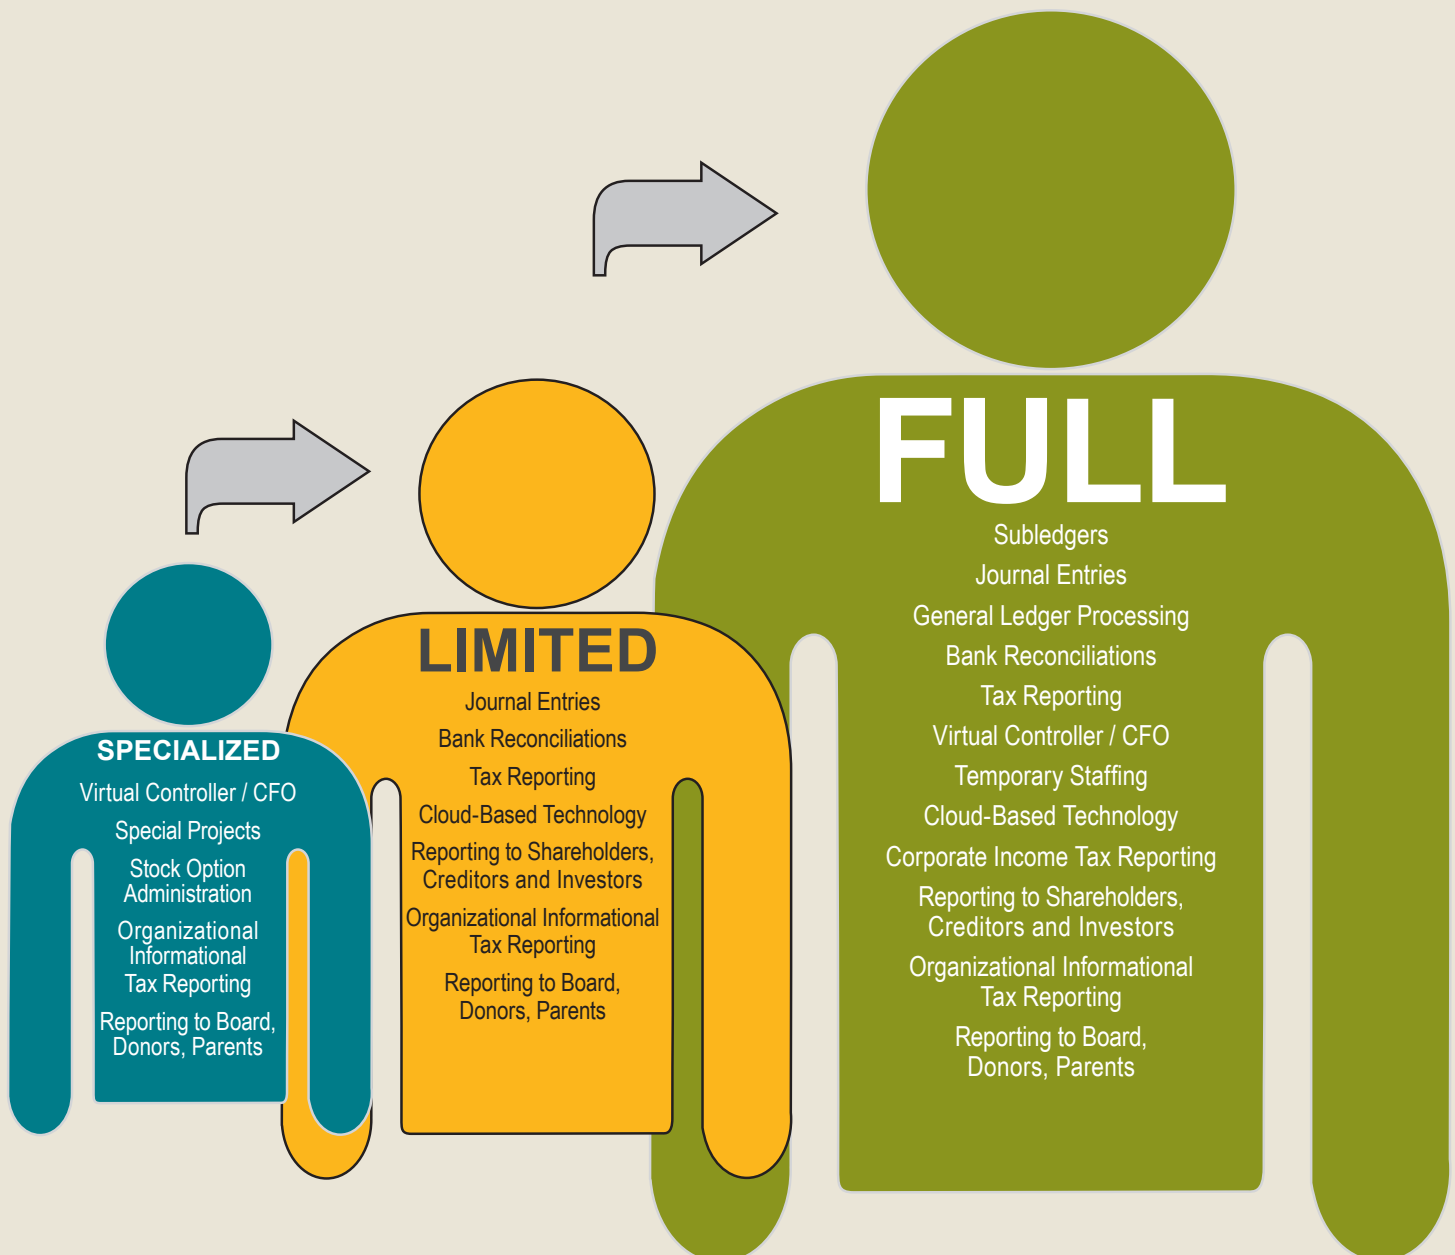 SPECIALIZED
Virtual Controller / CFO
Special Projects
Stock Option
Administration
Organizational
Informational
Tax Reporting
Reporting to Board,
Donors, Parents
LIMITED
Journal Entries
Bank Reconciliations
Tax Reporting
Cloud-Based Technology
Reporting to Shareholders,
Creditors and Investors
Organizational Informational
Tax Reporting
Reporting to Board,
Donors, Parents
FULL
Subledgers
Journal Entries
General Ledger Processing
Bank Reconciliations
Tax Reporting
Virtual Controller / CFO
Temporary Staffing
Cloud-Based Technology
Corporate Income Tax Reporting
Reporting to Shareholders,
Creditors and Investors
Organizational Informational
Tax Reporting
Reporting to Board,
Donors, Parents